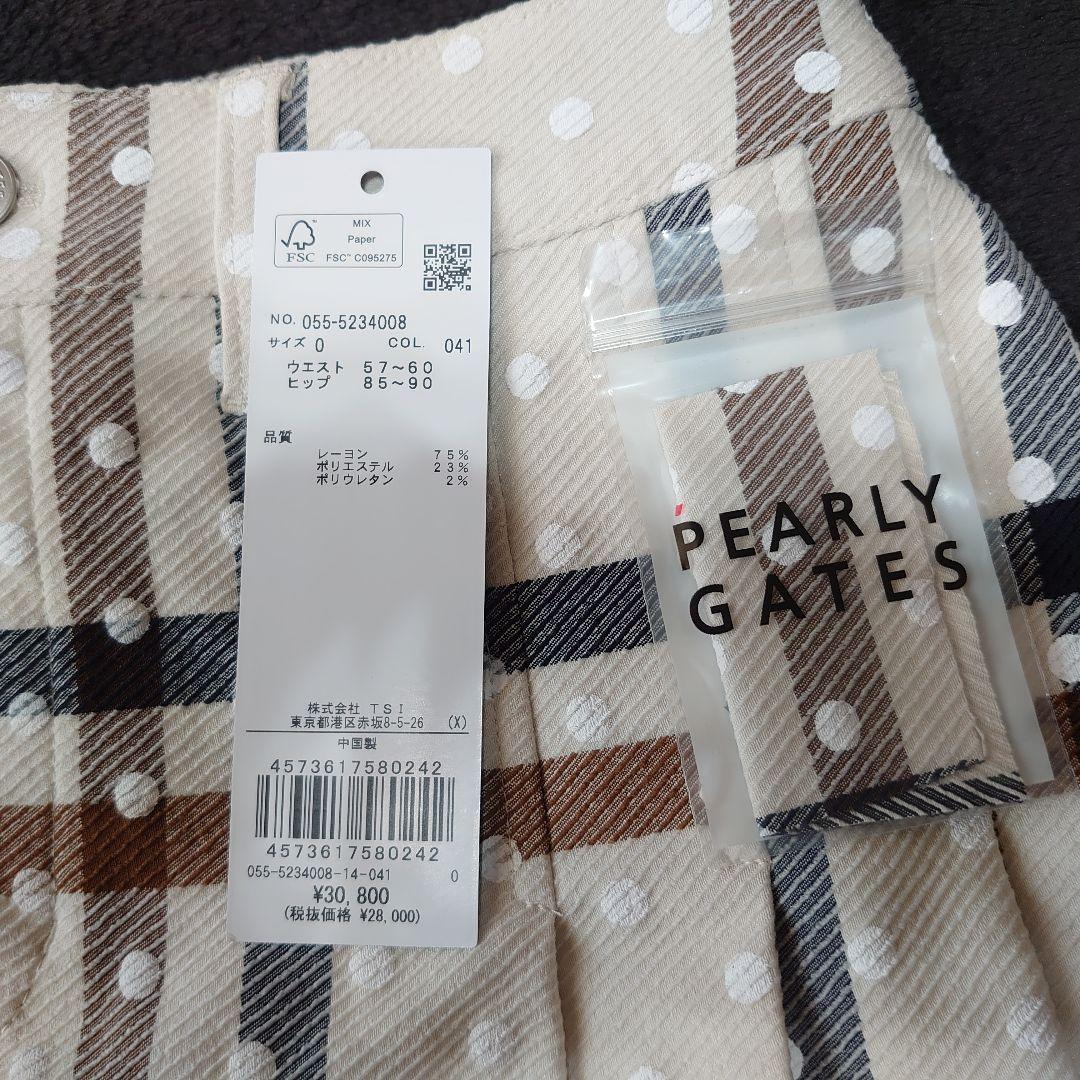 FSC
MIX
Paper
FSC™ C095275
NO. 055-5234008
サイズ 0 COL. 041
ウエスト 57～60
ヒップ 85～90
品質
レーヨン 75%
ポリエステル 23%
ポリウレタン 2%
株式会社 TSI
東京都港区赤坂8-5-26 (X)
中国製
4573617580242
4573617580242
055-5234008-14-041 0
¥30,800
(税抜価格 ¥28,000)
PEARLY
GATES